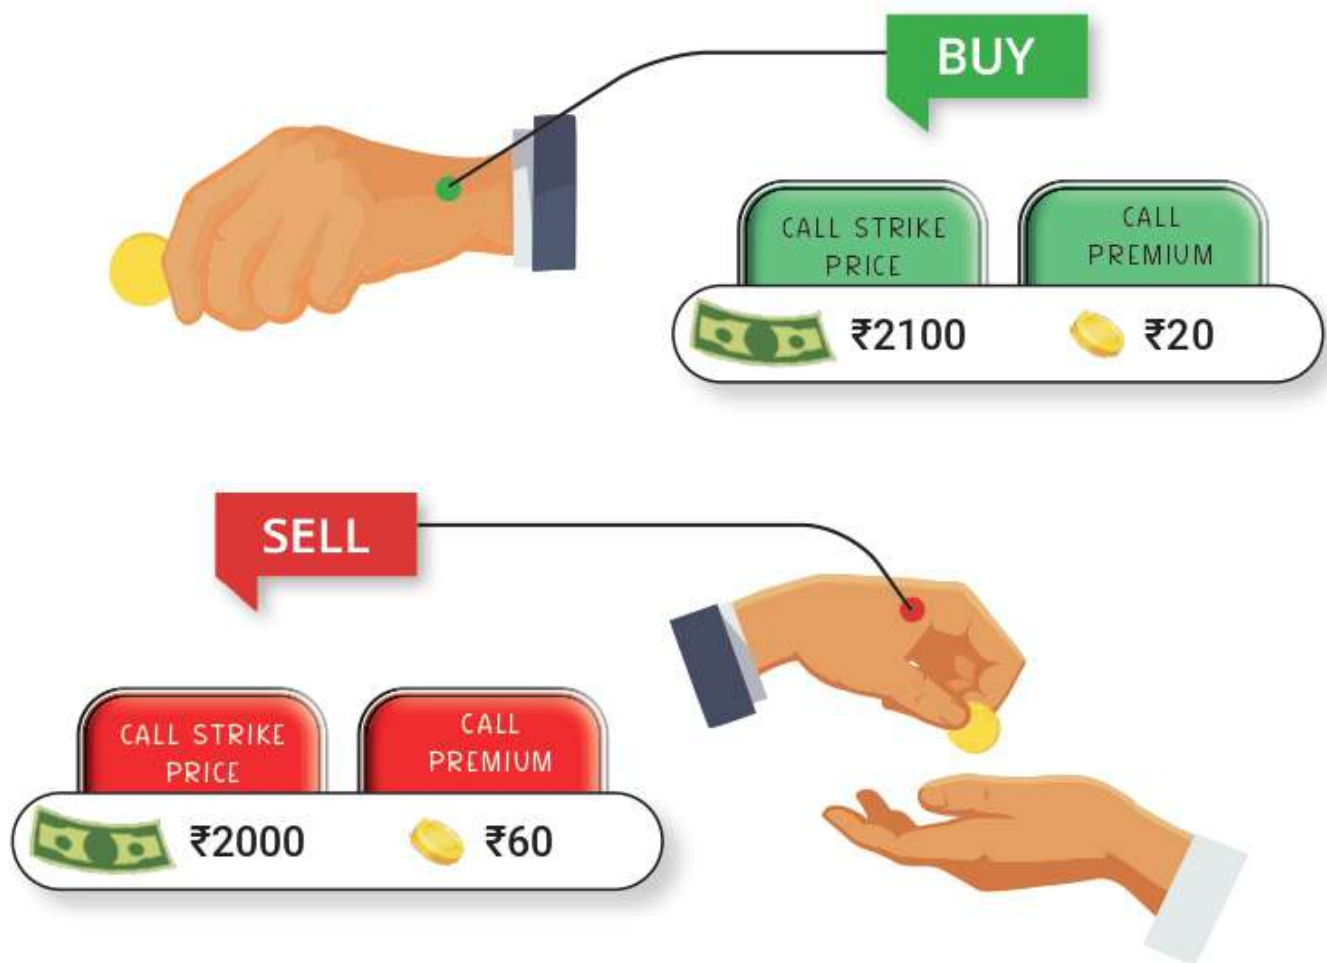 BUY
CALL STRIKE
PRICE
CALL
PREMIUM
₹2100
₹20
SELL
CALL STRIKE
PRICE
CALL
PREMIUM
₹2000
₹60